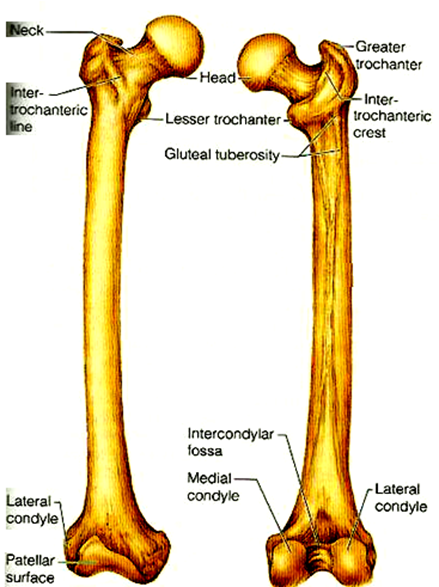 Neck
Inter-
trochanteric
line
Head
Lesser trochanter
Gluteal tuberosity
Greater
trochanter
Inter-
trochanteric
crest
Intercondylar
fossa
Medial
condyle
Lateral
condyle
Lateral
condyle
Patellar
surface